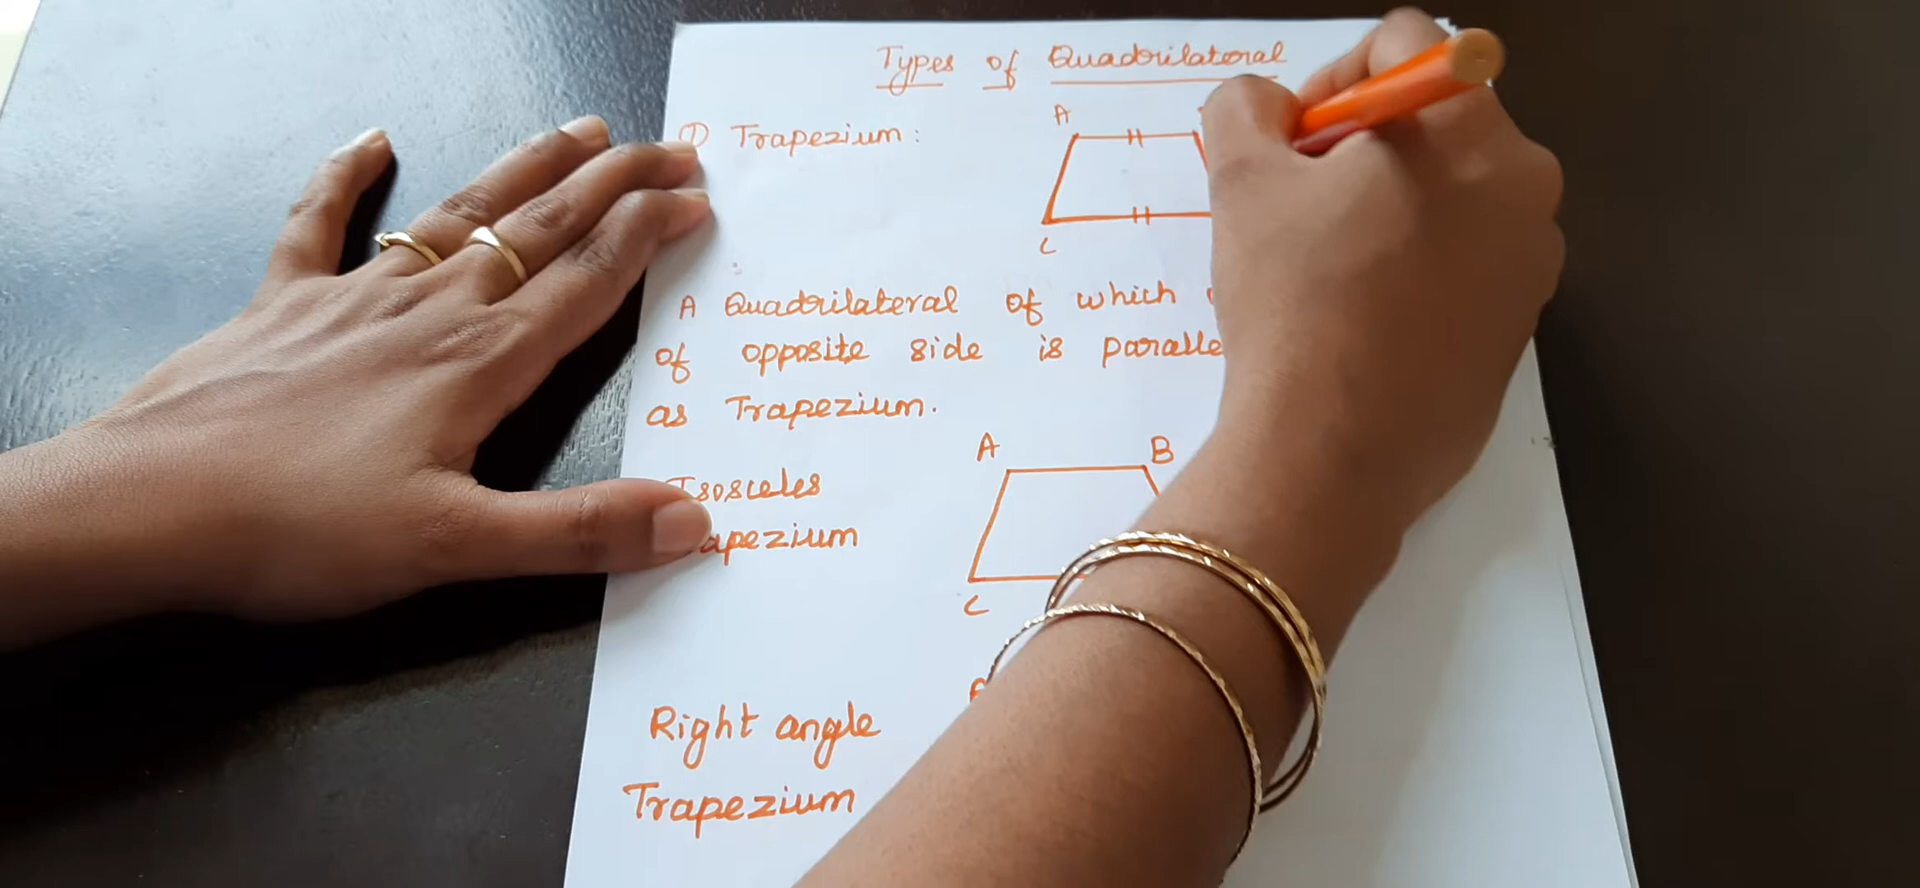 Types of Quadrilateral
① Trapezium:
A
C
A Quadrilateral of which
of opposite side is paralle
as Trapezium.
A B
Isosceles
apezium
C
Right angle
Trapezium